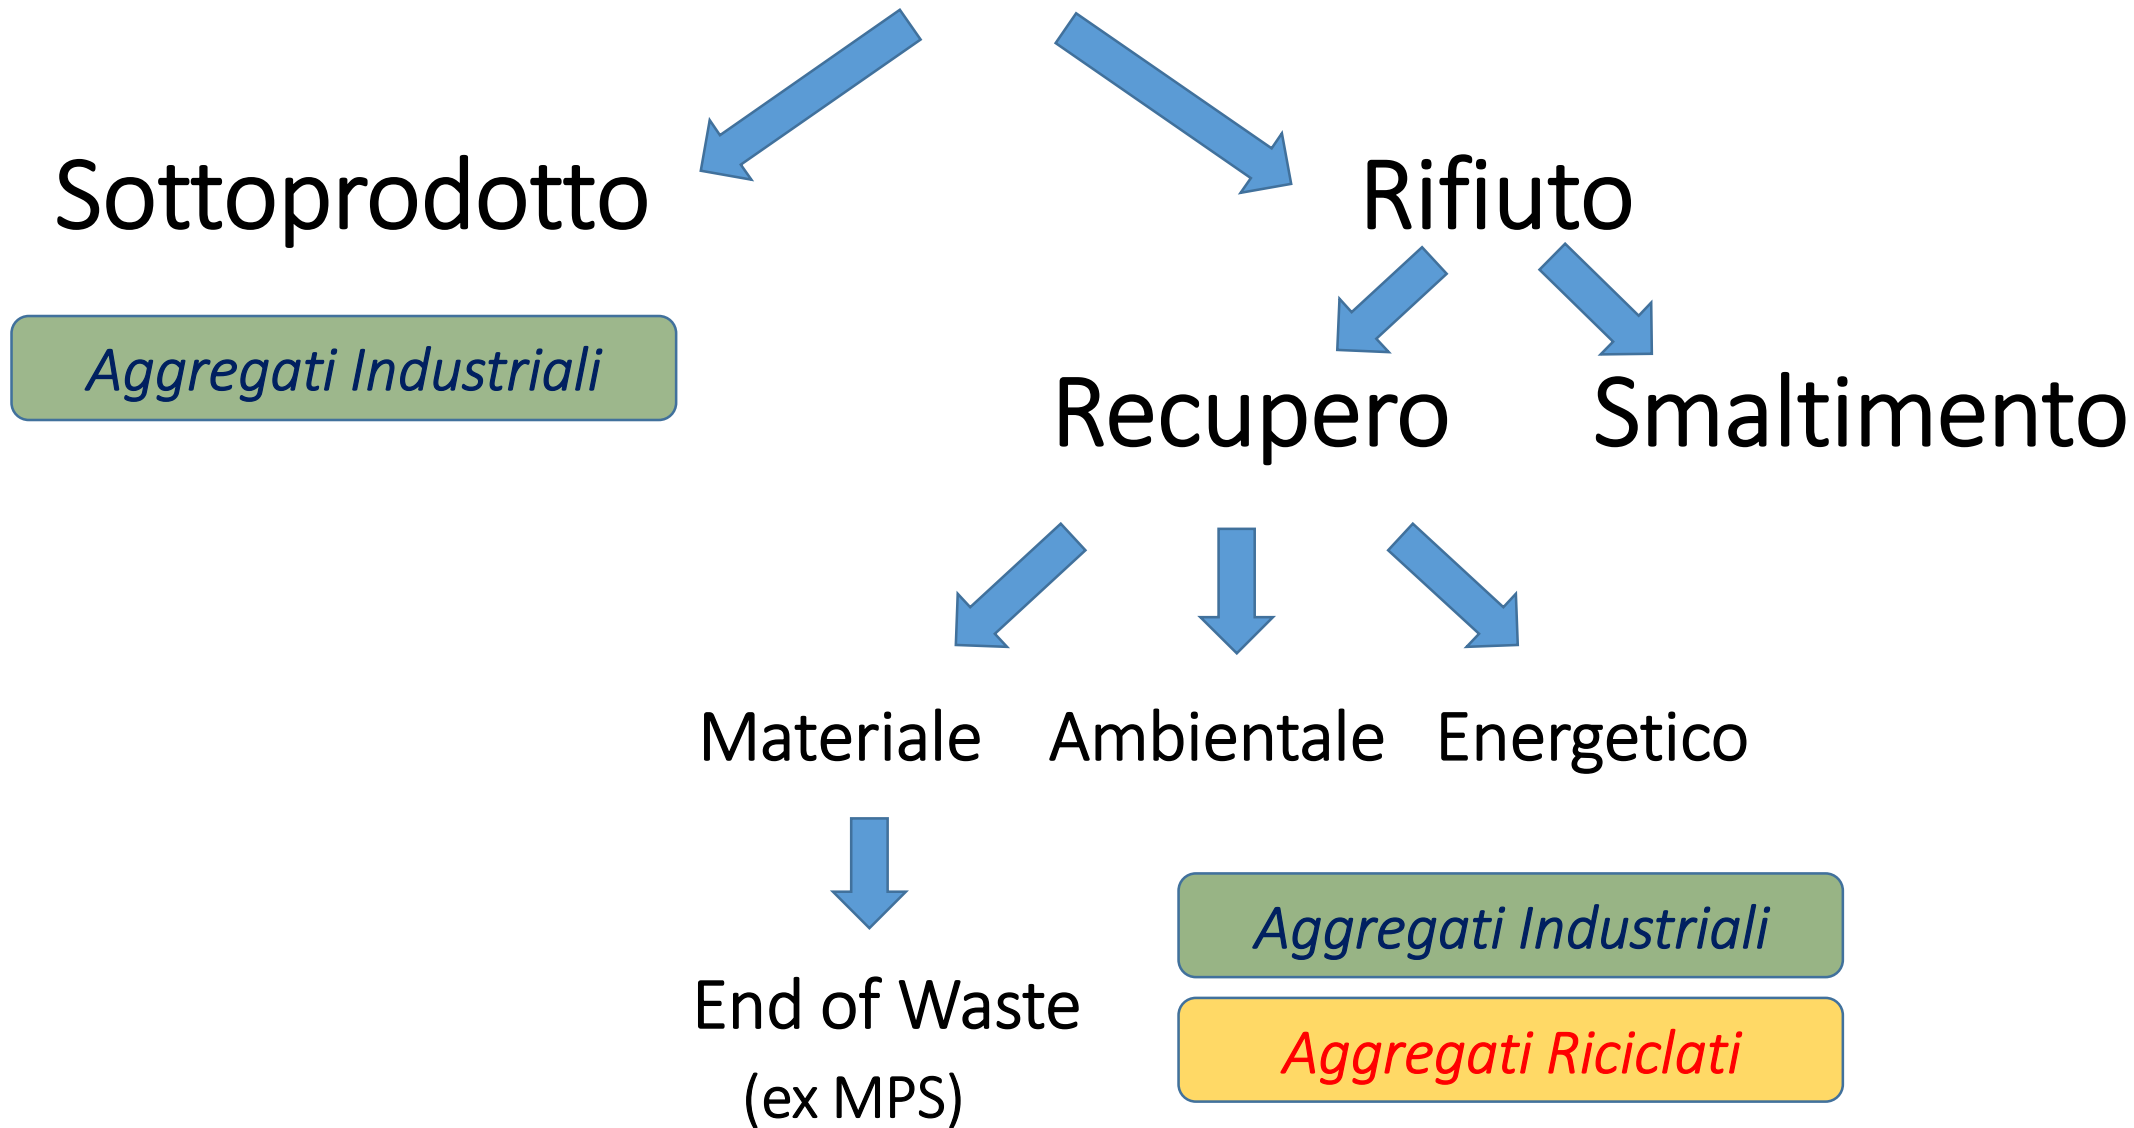 Sottoprodotto
Rifiuto
Aggregati Industriali
Recupero
Smaltimento
Materiale
Ambientale
Energetico
Aggregati Industriali
End of Waste
Aggregati Riciclati
(ex MPS)